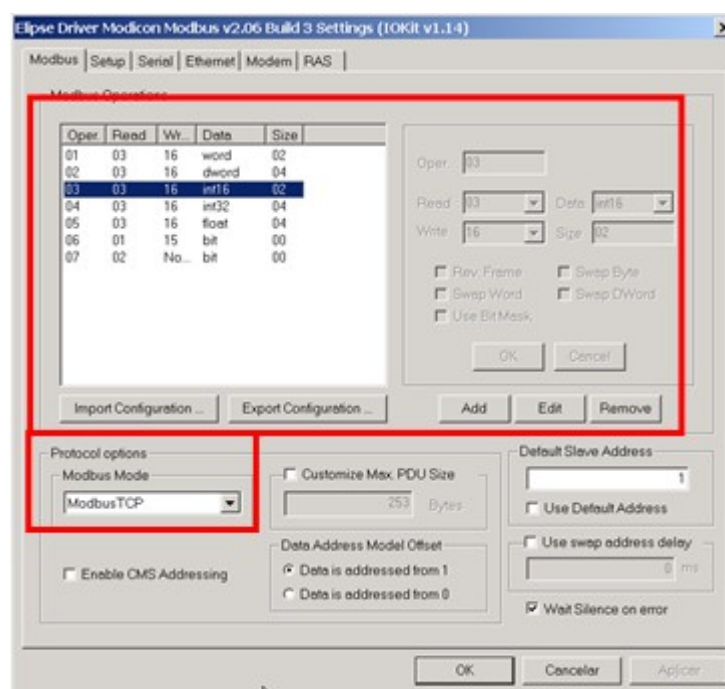 Elipse Driver Modicon Modbus v2.06 Build 3 Settings (IOKit v1.14)
Modbus Setup Serial Ethernet Modem RAS
Modbus Operations
Oper. Read Wr... Data Size
01 03 16 word 02
02 03 16 dword 04
03 03 16 int16 02
04 03 16 int32 04
05 03 16 float 04
06 01 15 bit 00
07 02 No... bit 00
Oper. 03
Read 03 Data int16
Write 16 Size 02
Rev. Frame Swap Byte
Swap Word Swap DWord
Use Bit Mask
OK Cancel
Import Configuration ... Export Configuration ... Add Edit Remove
Protocol options
Modbus Mode
ModbusTCP
Enable CMS Addressing
Customize Max. PDU Size
253 Bytes
Data Address Model Offset
Data is addressed from 1
Data is addressed from 0
Default Slave Address
1
Use Default Address
Use swap address delay
0 ms
Wait Silence on error
OK Cancelar Aplicar